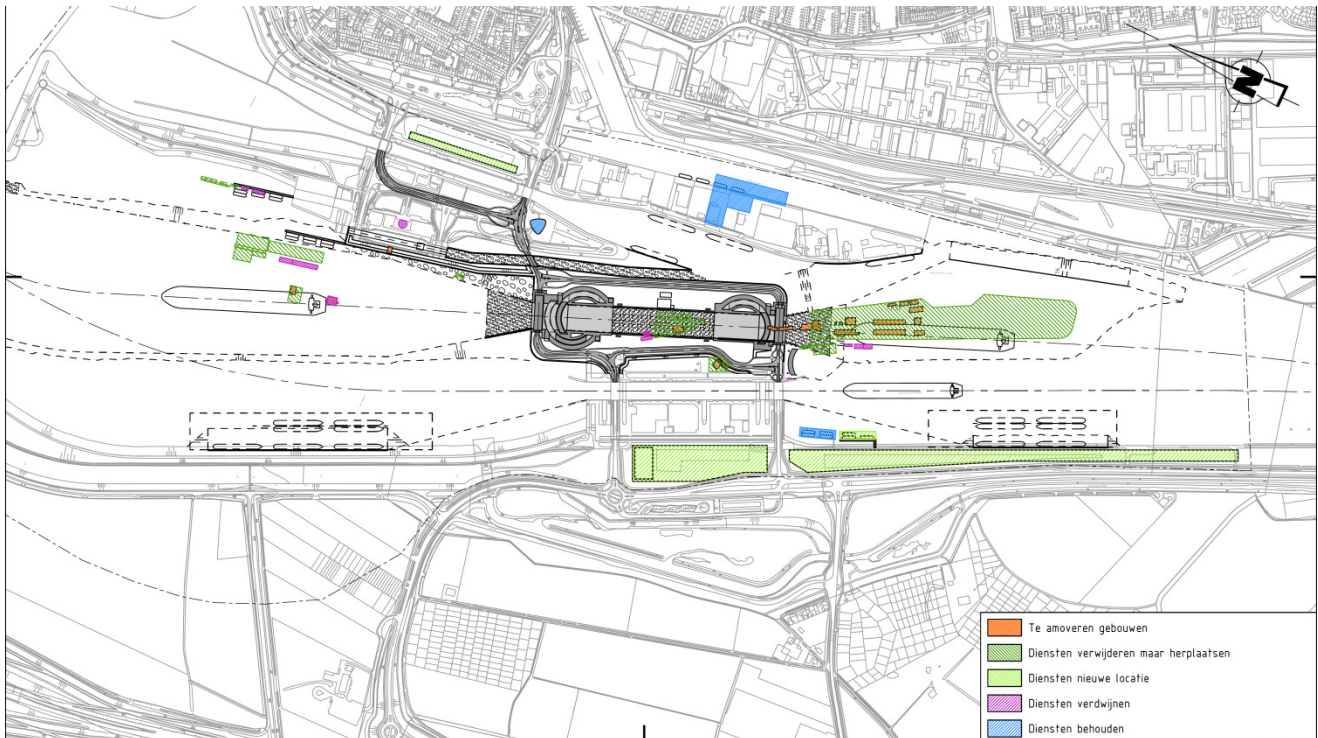 N
Te amoveren gebouwen
Diensten verwijderen maar herplaatsen
Diensten nieuwe locatie
Diensten verdwijnen
Diensten behouden